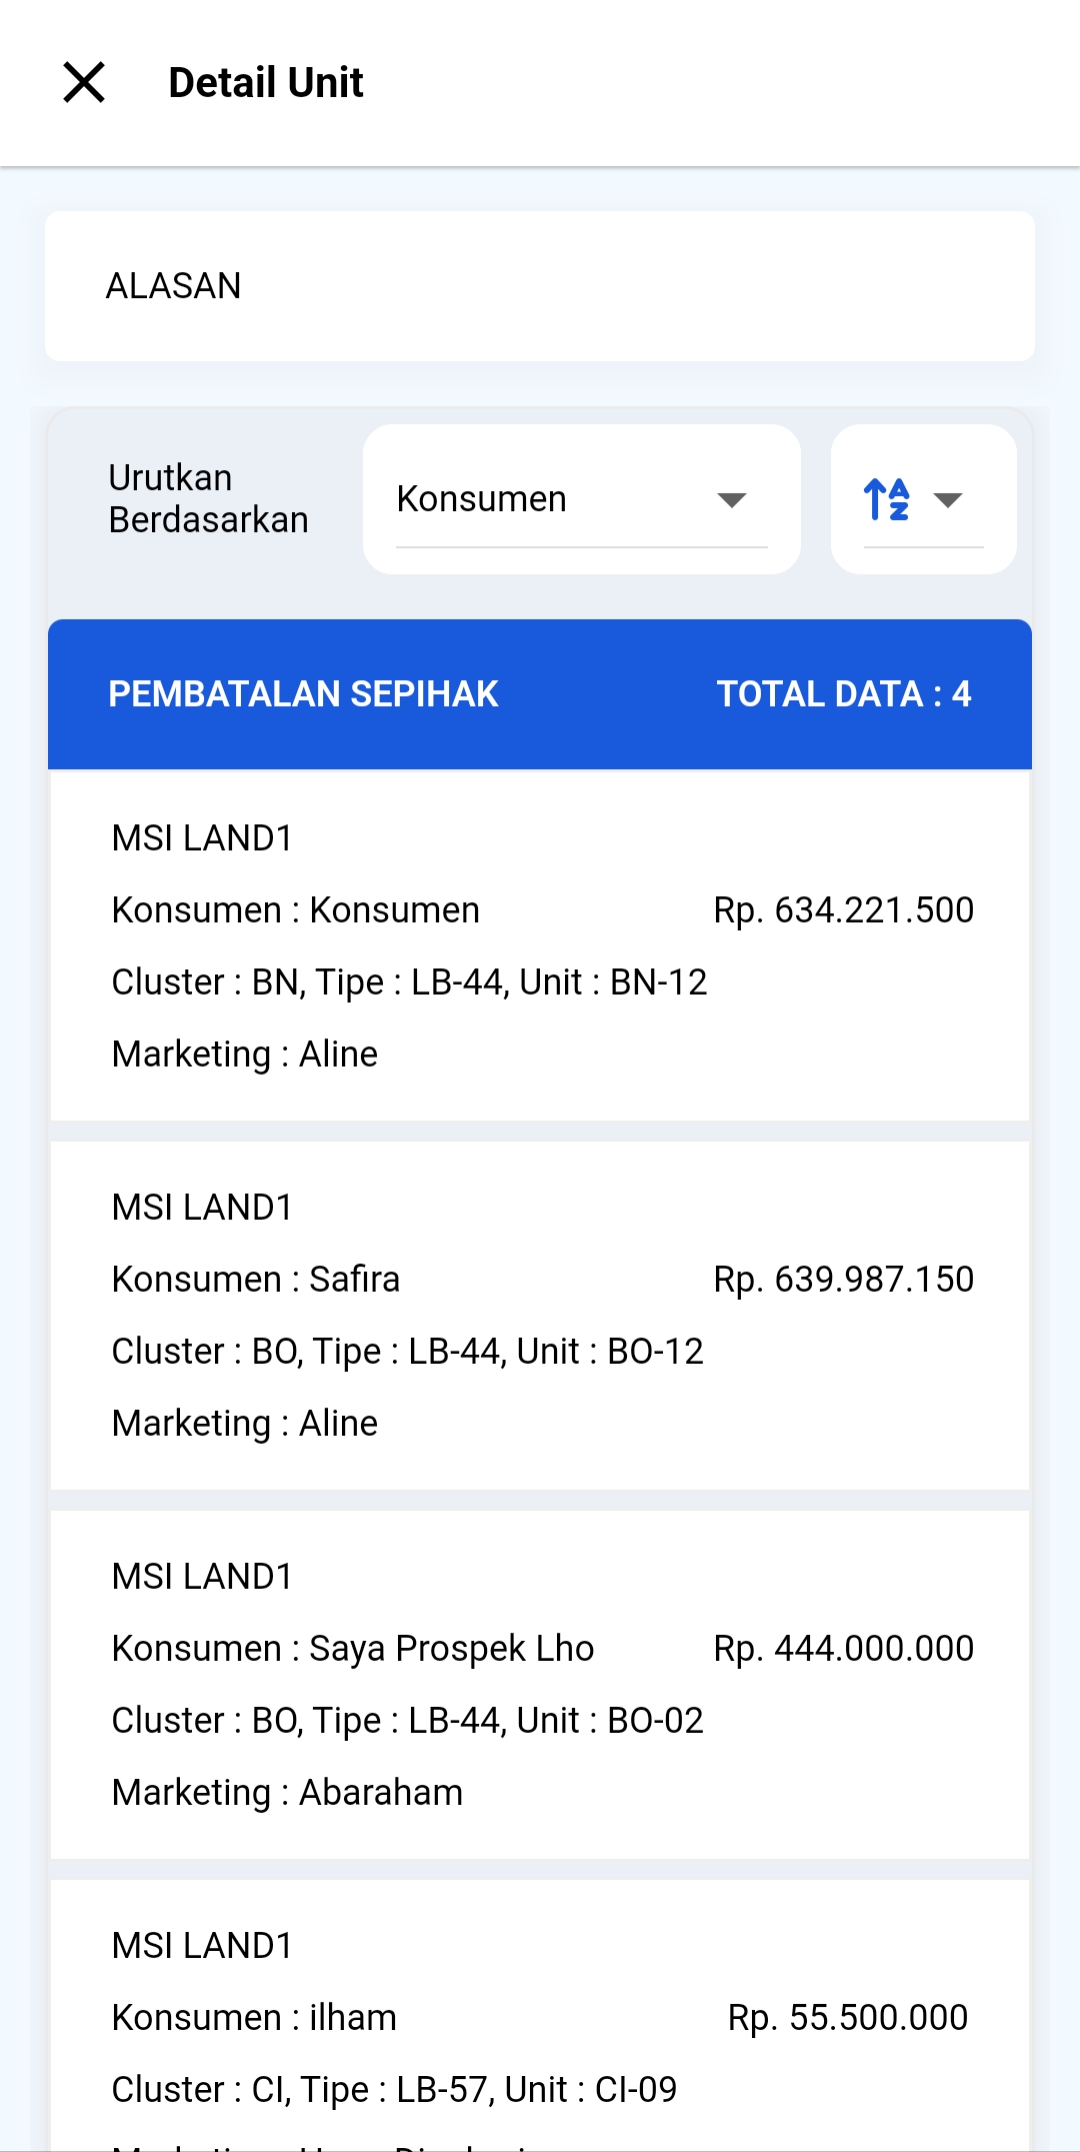 Detail Unit
ALASAN
Urutkan
Berdasarkan
Konsumen
PEMBATALAN SEPIHAK TOTAL DATA : 4
MSI LAND1
Konsumen : Konsumen Rp. 634.221.500
Cluster : BN, Tipe : LB-44, Unit : BN-12
Marketing : Aline
MSI LAND1
Konsumen : Safira Rp. 639.987.150
Cluster : BO, Tipe : LB-44, Unit : BO-12
Marketing : Aline
MSI LAND1
Konsumen : Saya Prospek Lho Rp. 444.000.000
Cluster : BO, Tipe : LB-44, Unit : BO-02
Marketing : Abaraham
MSI LAND1
Konsumen : ilham Rp. 55.500.000
Cluster : CI, Tipe : LB-57, Unit : CI-09